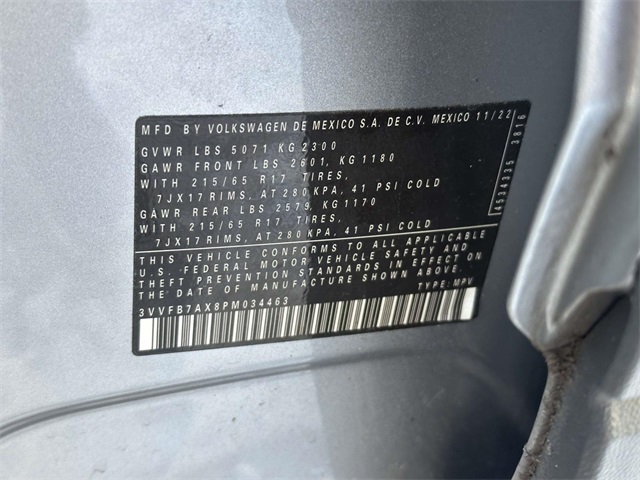 MFD BY VOLKSWAGEN DE MEXICO S.A. DE C.V. MEXICO 11/22
GVWR LBS 5071 KG 2300
GAWR FRONT LBS 2601, KG 1180
WITH 215/65 R17 TIRES,
7JX17 RIMS, AT 280 KPA, 41 PSI COLD
GAWR REAR LBS 2579, KG 1170
WITH 215/65 R17 TIRES,
7JX17 RIMS, AT 280 KPA, 41 PSI COLD
THIS VEHICLE CONFORMS TO ALL APPLICABLE
U.S. FEDERAL MOTOR VEHICLE SAFETY AND
THEFT PREVENTION STANDARDS IN EFFECT ON
THE DATE OF MANUFACTURE SHOWN ABOVE.
TYPE: MPV
3VVFB7AX8PM034463
4534335 3816